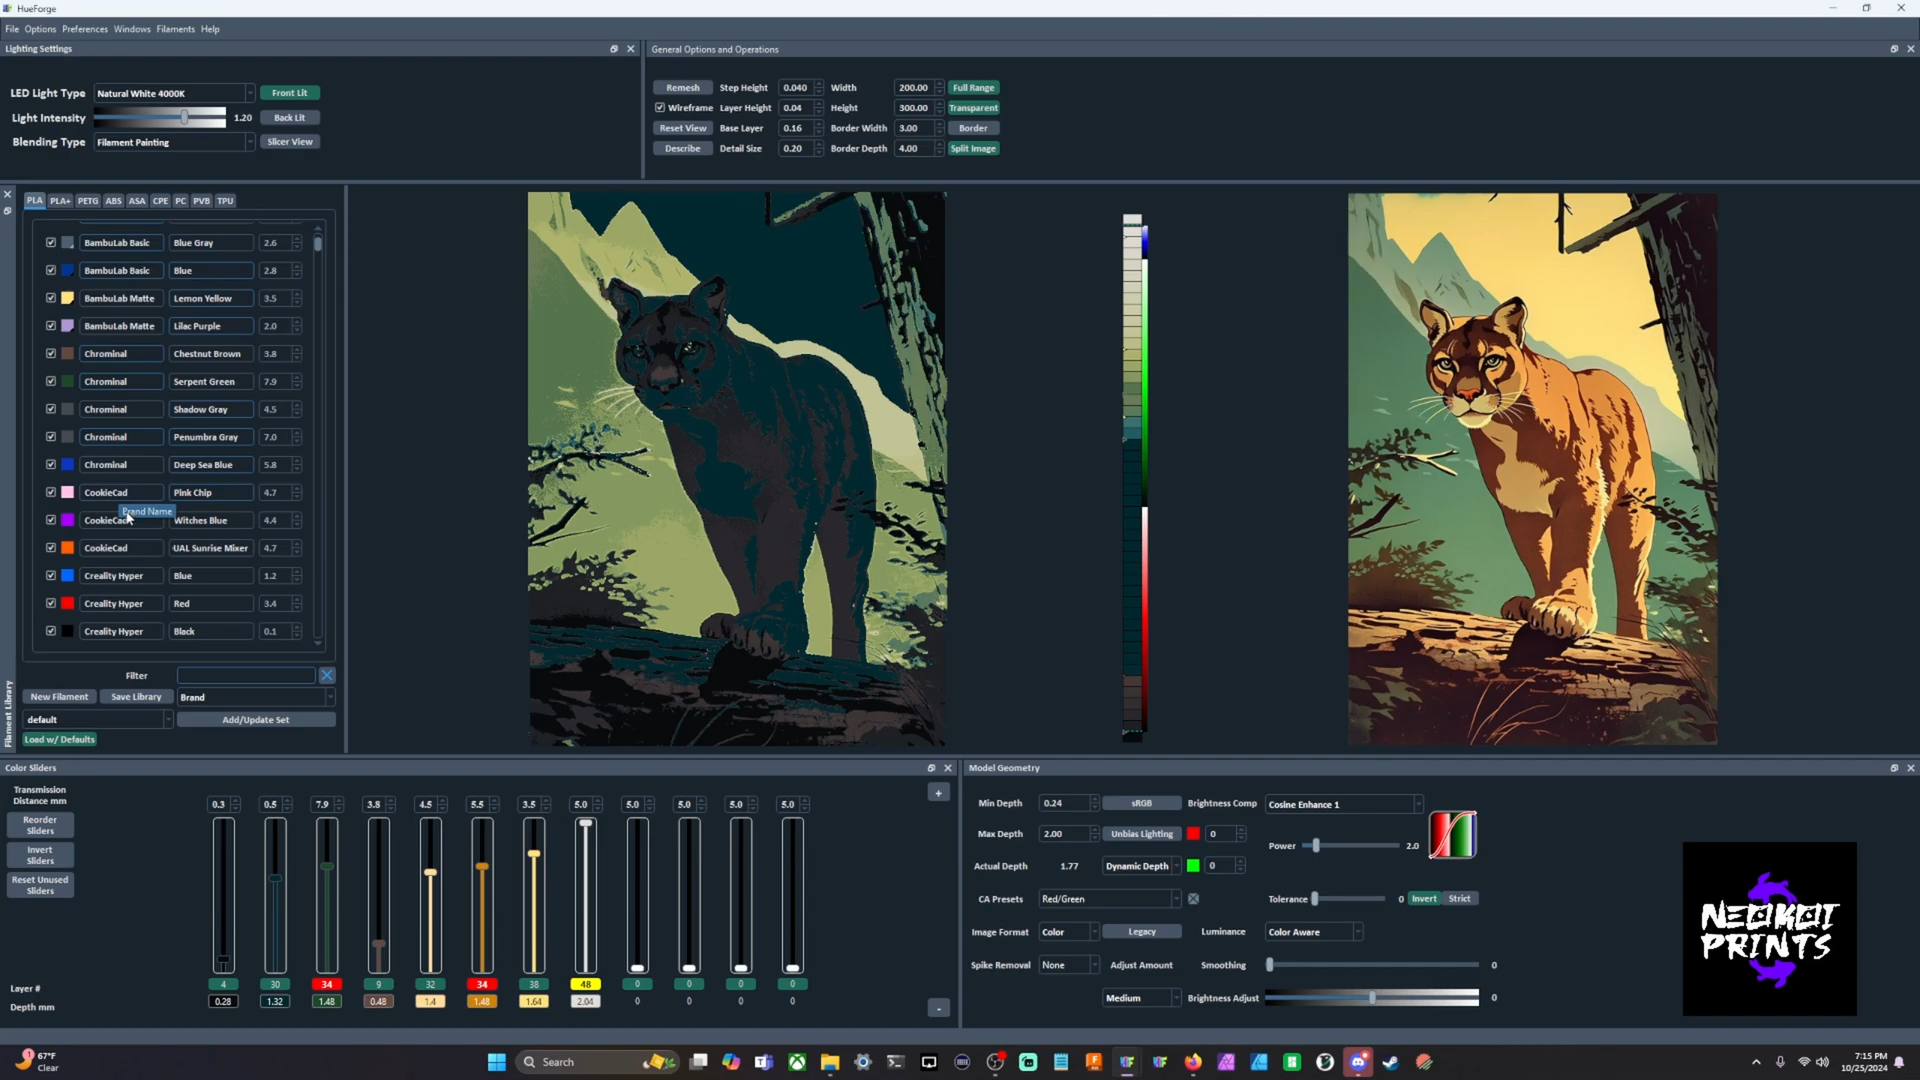 HueForge
File Options Preferences Windows Filaments Help
Lighting Settings
LED Light Type Natural White 4000K Front Lit
Light Intensity 1.20 Back Lit
Blending Type Filament Painting Slicer View
General Options and Operations
Remesh Step Height 0.040 Width 200.00 Full Range
Wireframe Layer Height 0.04 Height 300.00 Transparent
Reset View Base Layer 0.16 Border Width 3.00 Border
Describe Detail Size 0.20 Border Depth 4.00 Split Image
PLA PLA+ PETG ABS ASA CPE PC PVB TPU
BambuLab Basic Blue Gray 2.6
BambuLab Basic Blue 2.8
BambuLab Matte Lemon Yellow 3.5
BambuLab Matte Lilac Purple 2.0
Chrominal Chestnut Brown 3.8
Chrominal Serpent Green 7.9
Chrominal Shadow Gray 4.5
Chrominal Penumbra Gray 7.0
Chrominal Deep Sea Blue 5.8
CookieCad Pink Chip 4.7
Brand Name
CookieCad Witches Blue 4.4
CookieCad UAL Sunrise Mixer 4.7
Creality Hyper Blue 1.2
Creality Hyper Red 3.4
Creality Hyper Black 0.1
Filter
New Filament Save Library Brand
default Add/Update Set
Load w/ Defaults
Filament Library
Color Sliders
Transmission
Distance mm
0.3 0.5 7.9 3.8 4.5 5.5 3.5 5.0 5.0 5.0 5.0 5.0
+
Reorder
Sliders
Invert
Sliders
Reset Unused
Sliders
Layer # 4 30 34 9 32 34 38 48 0 0 0 0
Depth mm 0.28 1.32 1.48 0.48 1.4 1.48 1.64 2.04 0 0 0 0
-
Model Geometry
Min Depth 0.24 sRGB Brightness Comp Cosine Enhance 1
Max Depth 2.00 Unbias Lighting 0
Power 2.0
Actual Depth 1.77 Dynamic Depth 0
CA Presets Red/Green Tolerance 0 Invert Strict
Image Format Color Legacy Luminance Color Aware
Spike Removal None Adjust Amount Smoothing 0
Medium Brightness Adjust 0
NEOKOI
PRINTS
1
67°F
Clear
Search
7:15 PM
10/25/2024